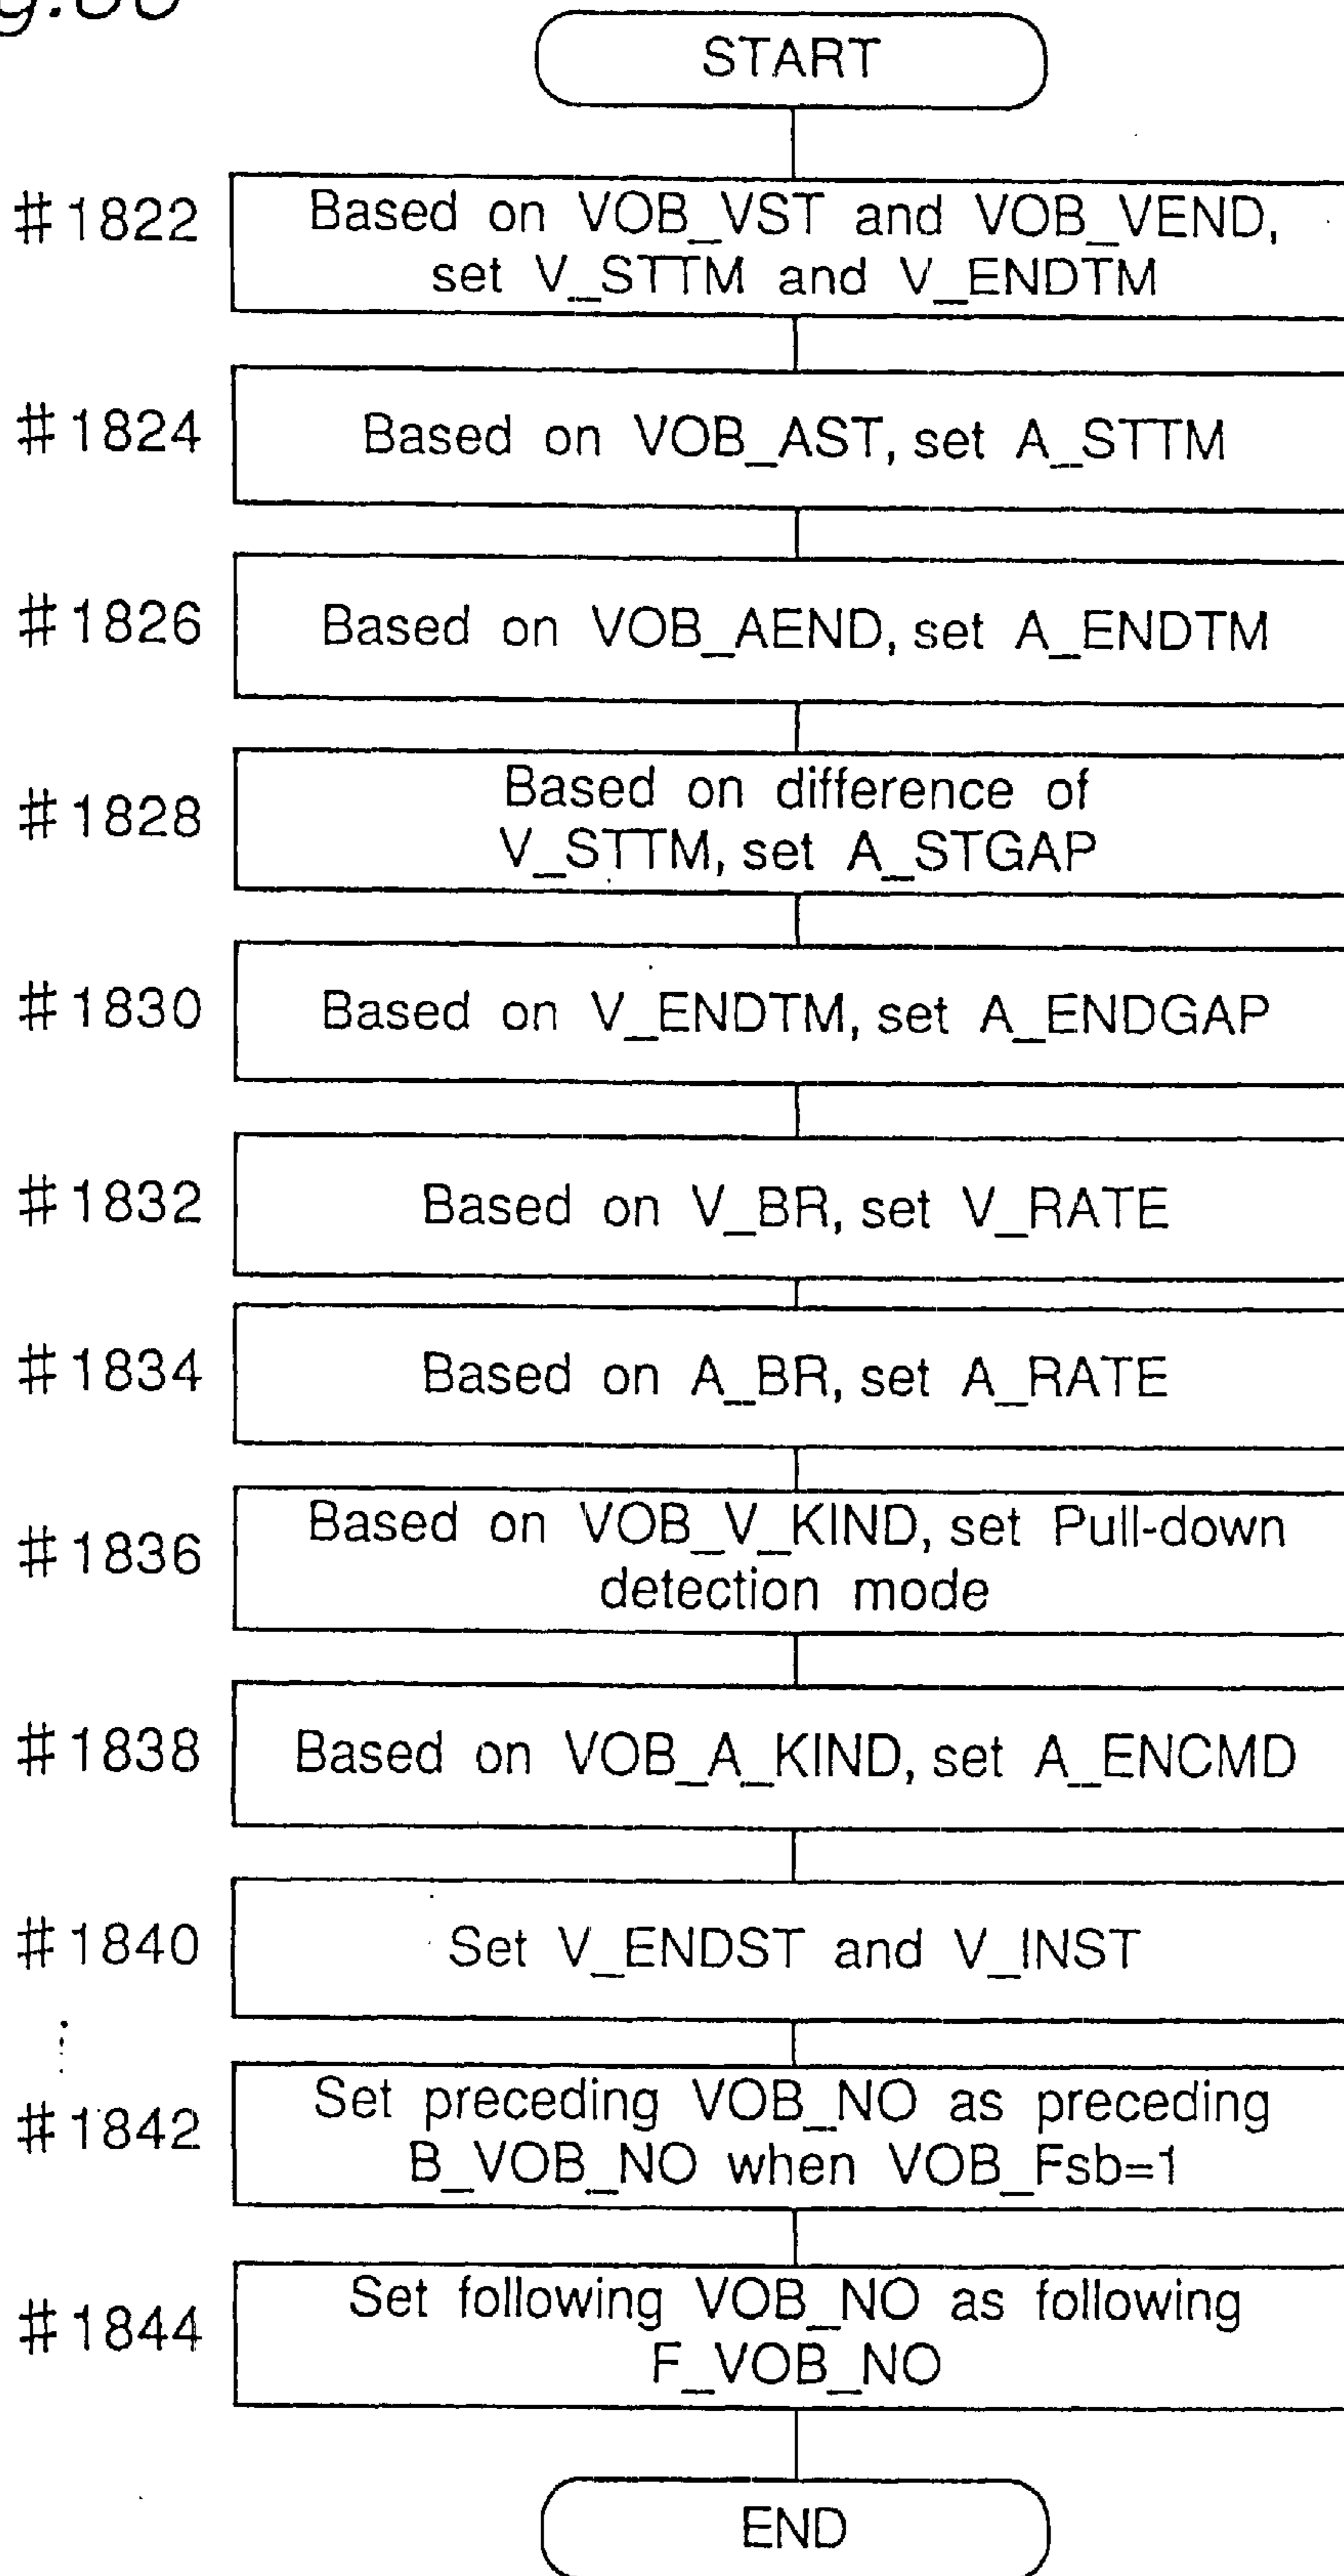 START
#1822
Based on VOB_VST and VOB_VEND,
set V_STTM and V_ENDTM
#1824
Based on VOB_AST, set A_STTM
#1826
Based on VOB_AEND, set A_ENDTM
#1828
Based on difference of
V_STTM, set A_STGAP
#1830
Based on V_ENDTM, set A_ENDGAP
#1832
Based on V_BR, set V_RATE
#1834
Based on A_BR, set A_RATE
#1836
Based on VOB_V_KIND, set Pull-down
detection mode
#1838
Based on VOB_A_KIND, set A_ENCMD
#1840
Set V_ENDST and V_INST
#1842
Set preceding VOB_NO as preceding
B_VOB_NO when VOB_Fsb=1
#1844
Set following VOB_NO as following
F_VOB_NO
END